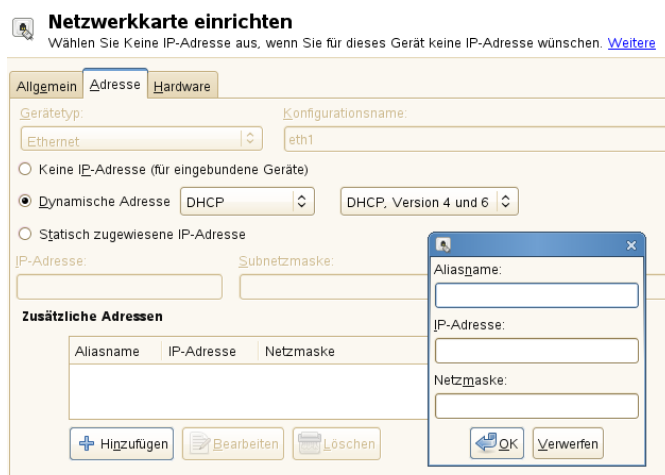 Netzwerkkarte einrichten
Wählen Sie Keine IP-Adresse aus, wenn Sie für dieses Gerät keine IP-Adresse wünschen. Weitere
Allgemein Adresse Hardware
Gerätetyp: Konfigurationsname:
Ethernet eth1
Keine IP-Adresse (für eingebundene Geräte)
Dynamische Adresse DHCP DHCP, Version 4 und 6
Statisch zugewiesene IP-Adresse
IP-Adresse: Subnetzmaske:
Zusätzliche Adressen
Aliasname IP-Adresse Netzmaske
Hinzufügen Bearbeiten Löschen
Aliasname:
IP-Adresse:
Netzmaske:
OK Verwerfen